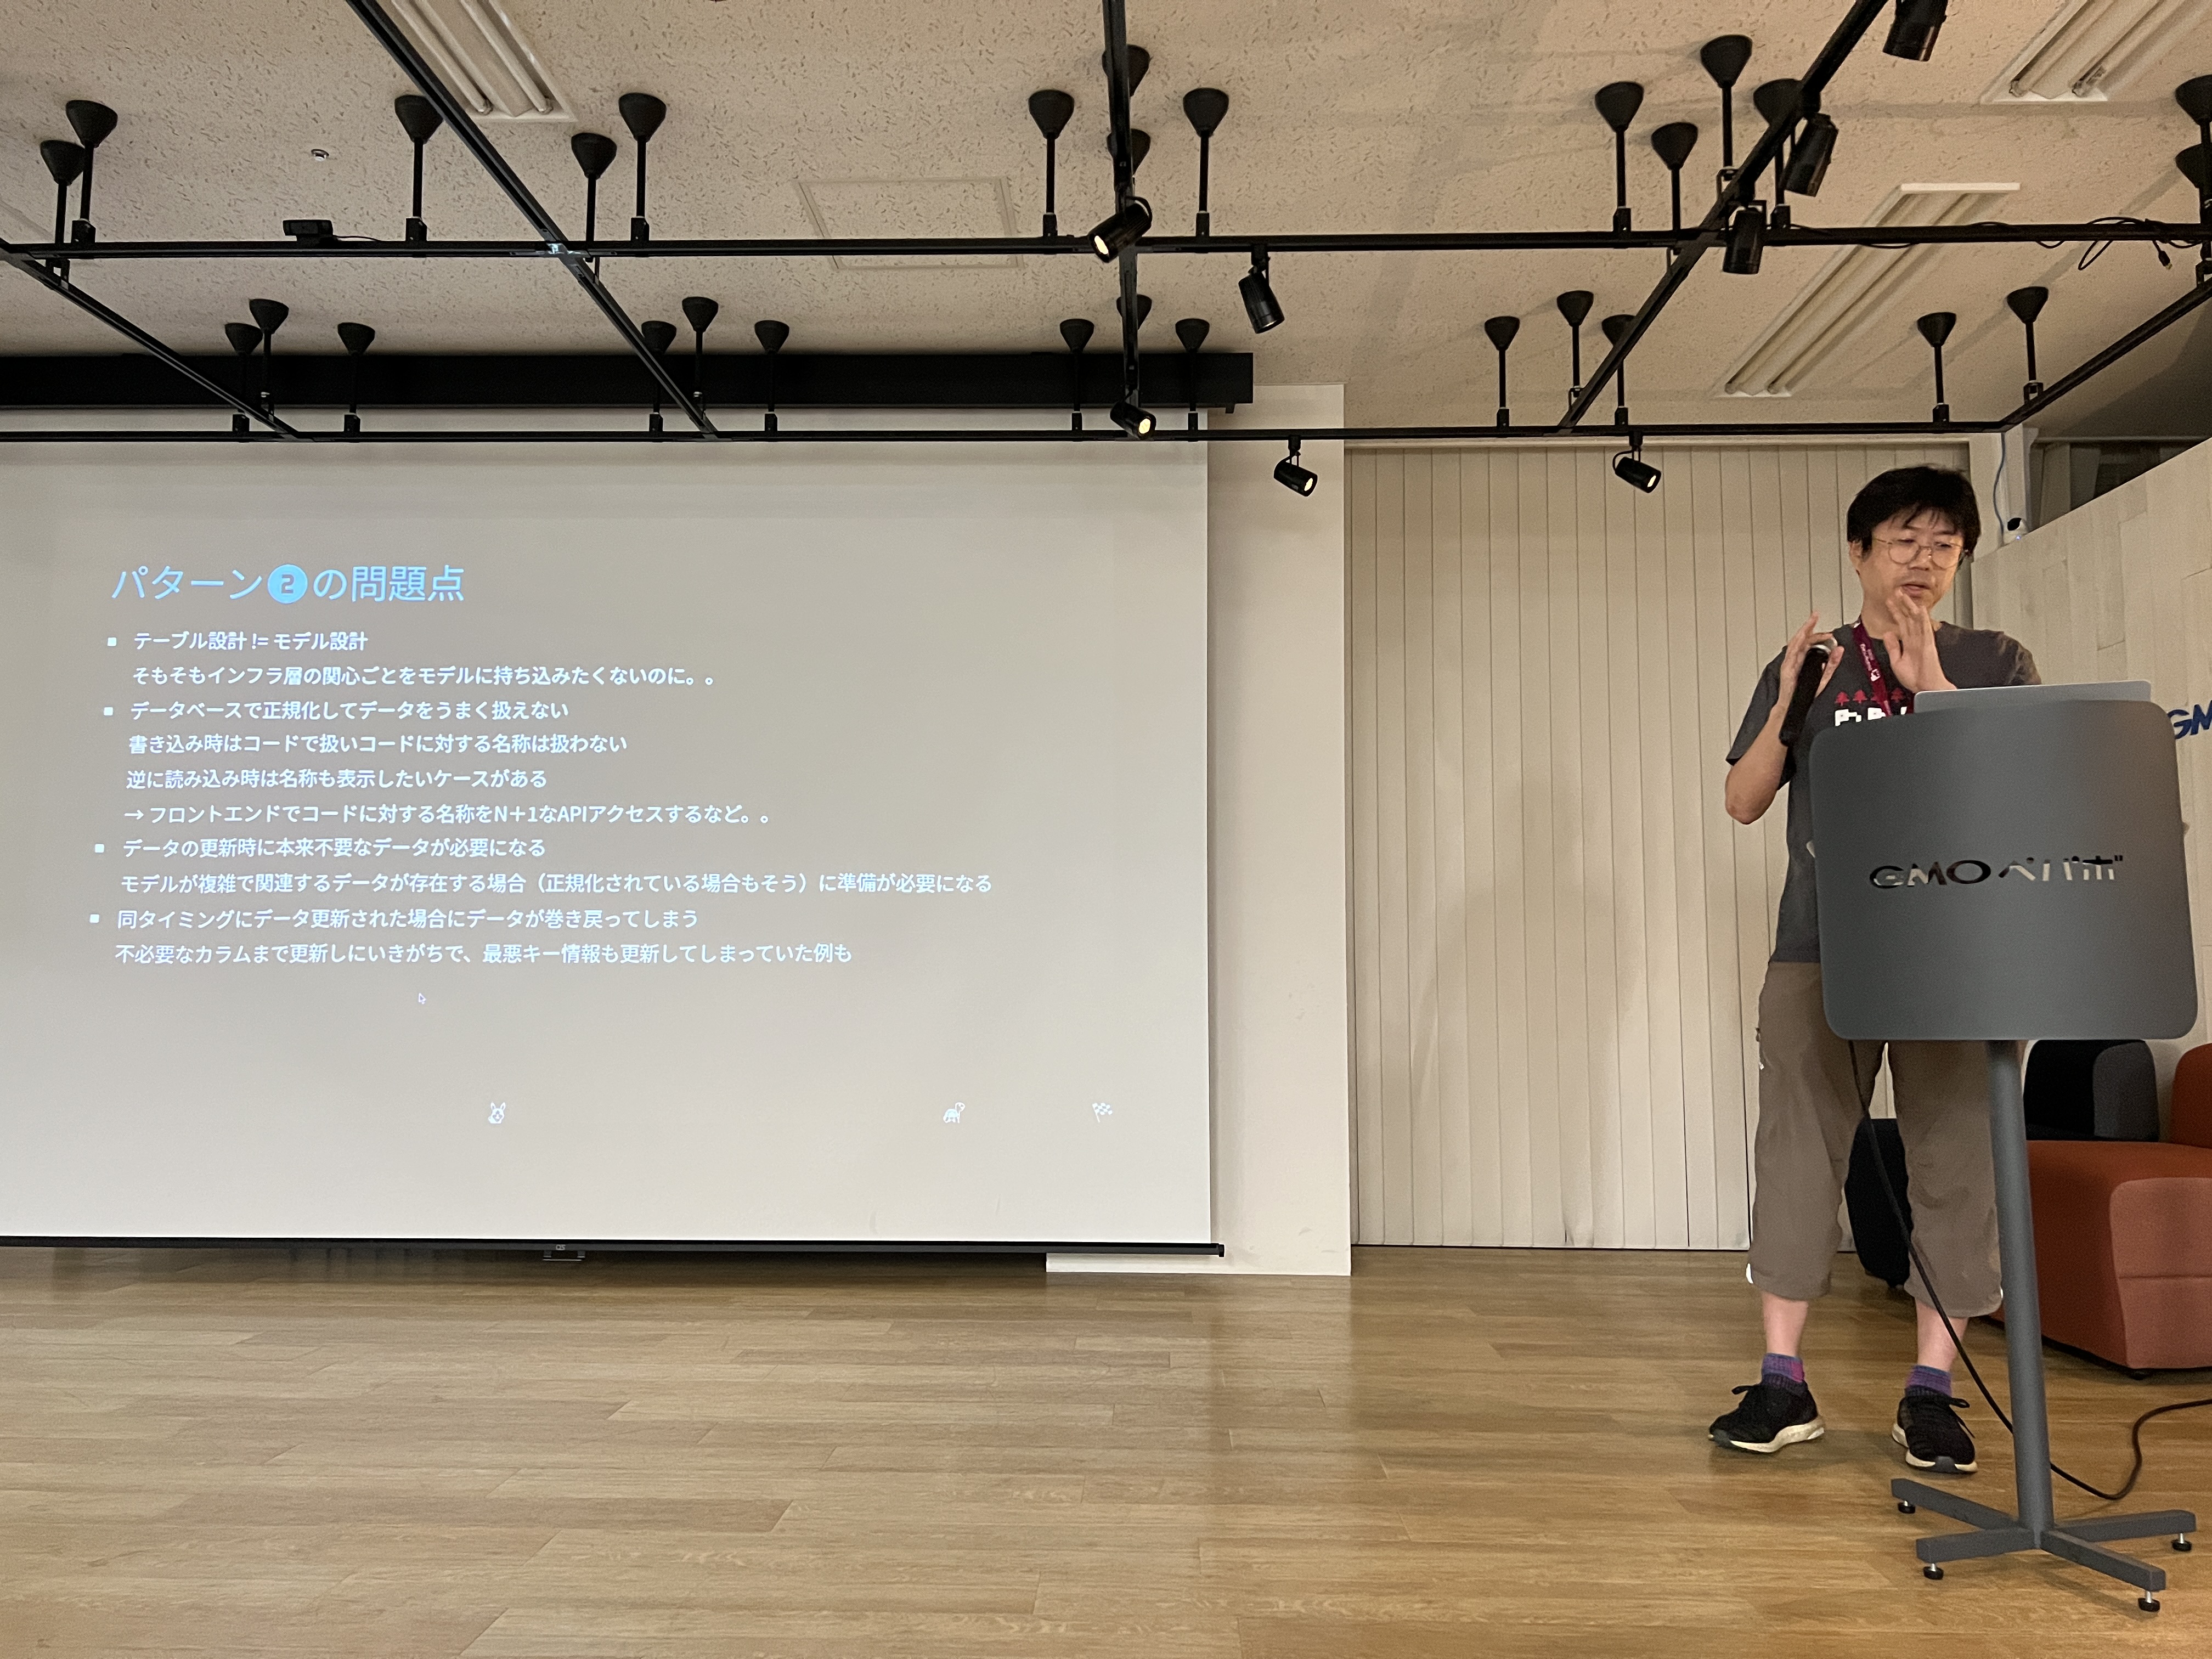 パターン❷の問題点
テーブル設計 != モデル設計
そもそもインフラ層の関心ごとをモデルに持ち込みたくないのに。。
データベースで正規化してデータをうまく扱えない
書き込み時はコードで扱いコードに対する名称は扱わない
逆に読み込み時は名称も表示したいケースがある
→ フロントエンドでコードに対する名称をN＋1なAPIアクセスするなど。。
データの更新時に本来不要なデータが必要になる
モデルが複雑で関連するデータが存在する場合（正規化されている場合もそう）に準備が必要になる
同タイミングにデータ更新された場合にデータが巻き戻ってしまう
不必要なカラムまで更新しにいきがちで、最悪キー情報も更新してしまっていた例も
GMO ペパボ
GM